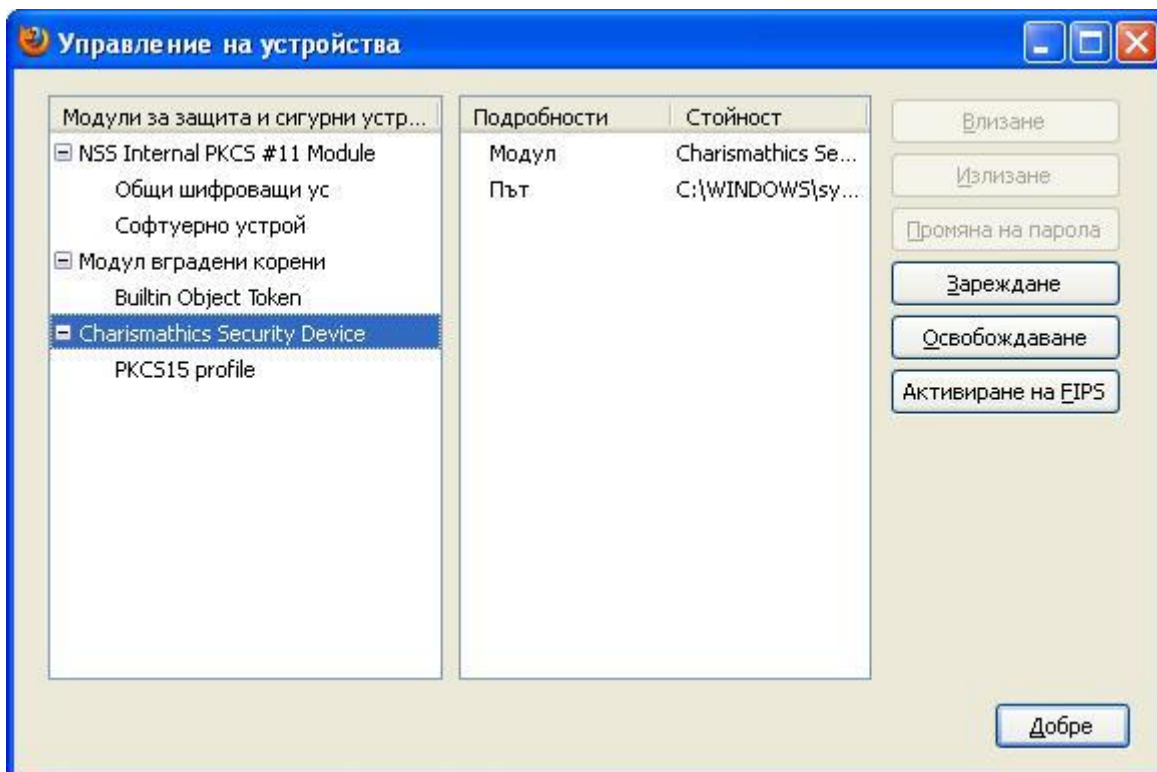 Управление на устройства
Модули за защита и сигурни устр...
NSS Internal PKCS #11 Module
Общи шифроващи ус
Софтуерно устрой
Модул вградени корени
Builtin Object Token
Charismathics Security Device
PKCS15 profile
Подробности Стойност
Модул Charismathics Se...
Път C:\WINDOWS\sy...
Влизане
Излизане
Промяна на парола
Зареждане
Освобождаване
Активиране на FIPS
Добре